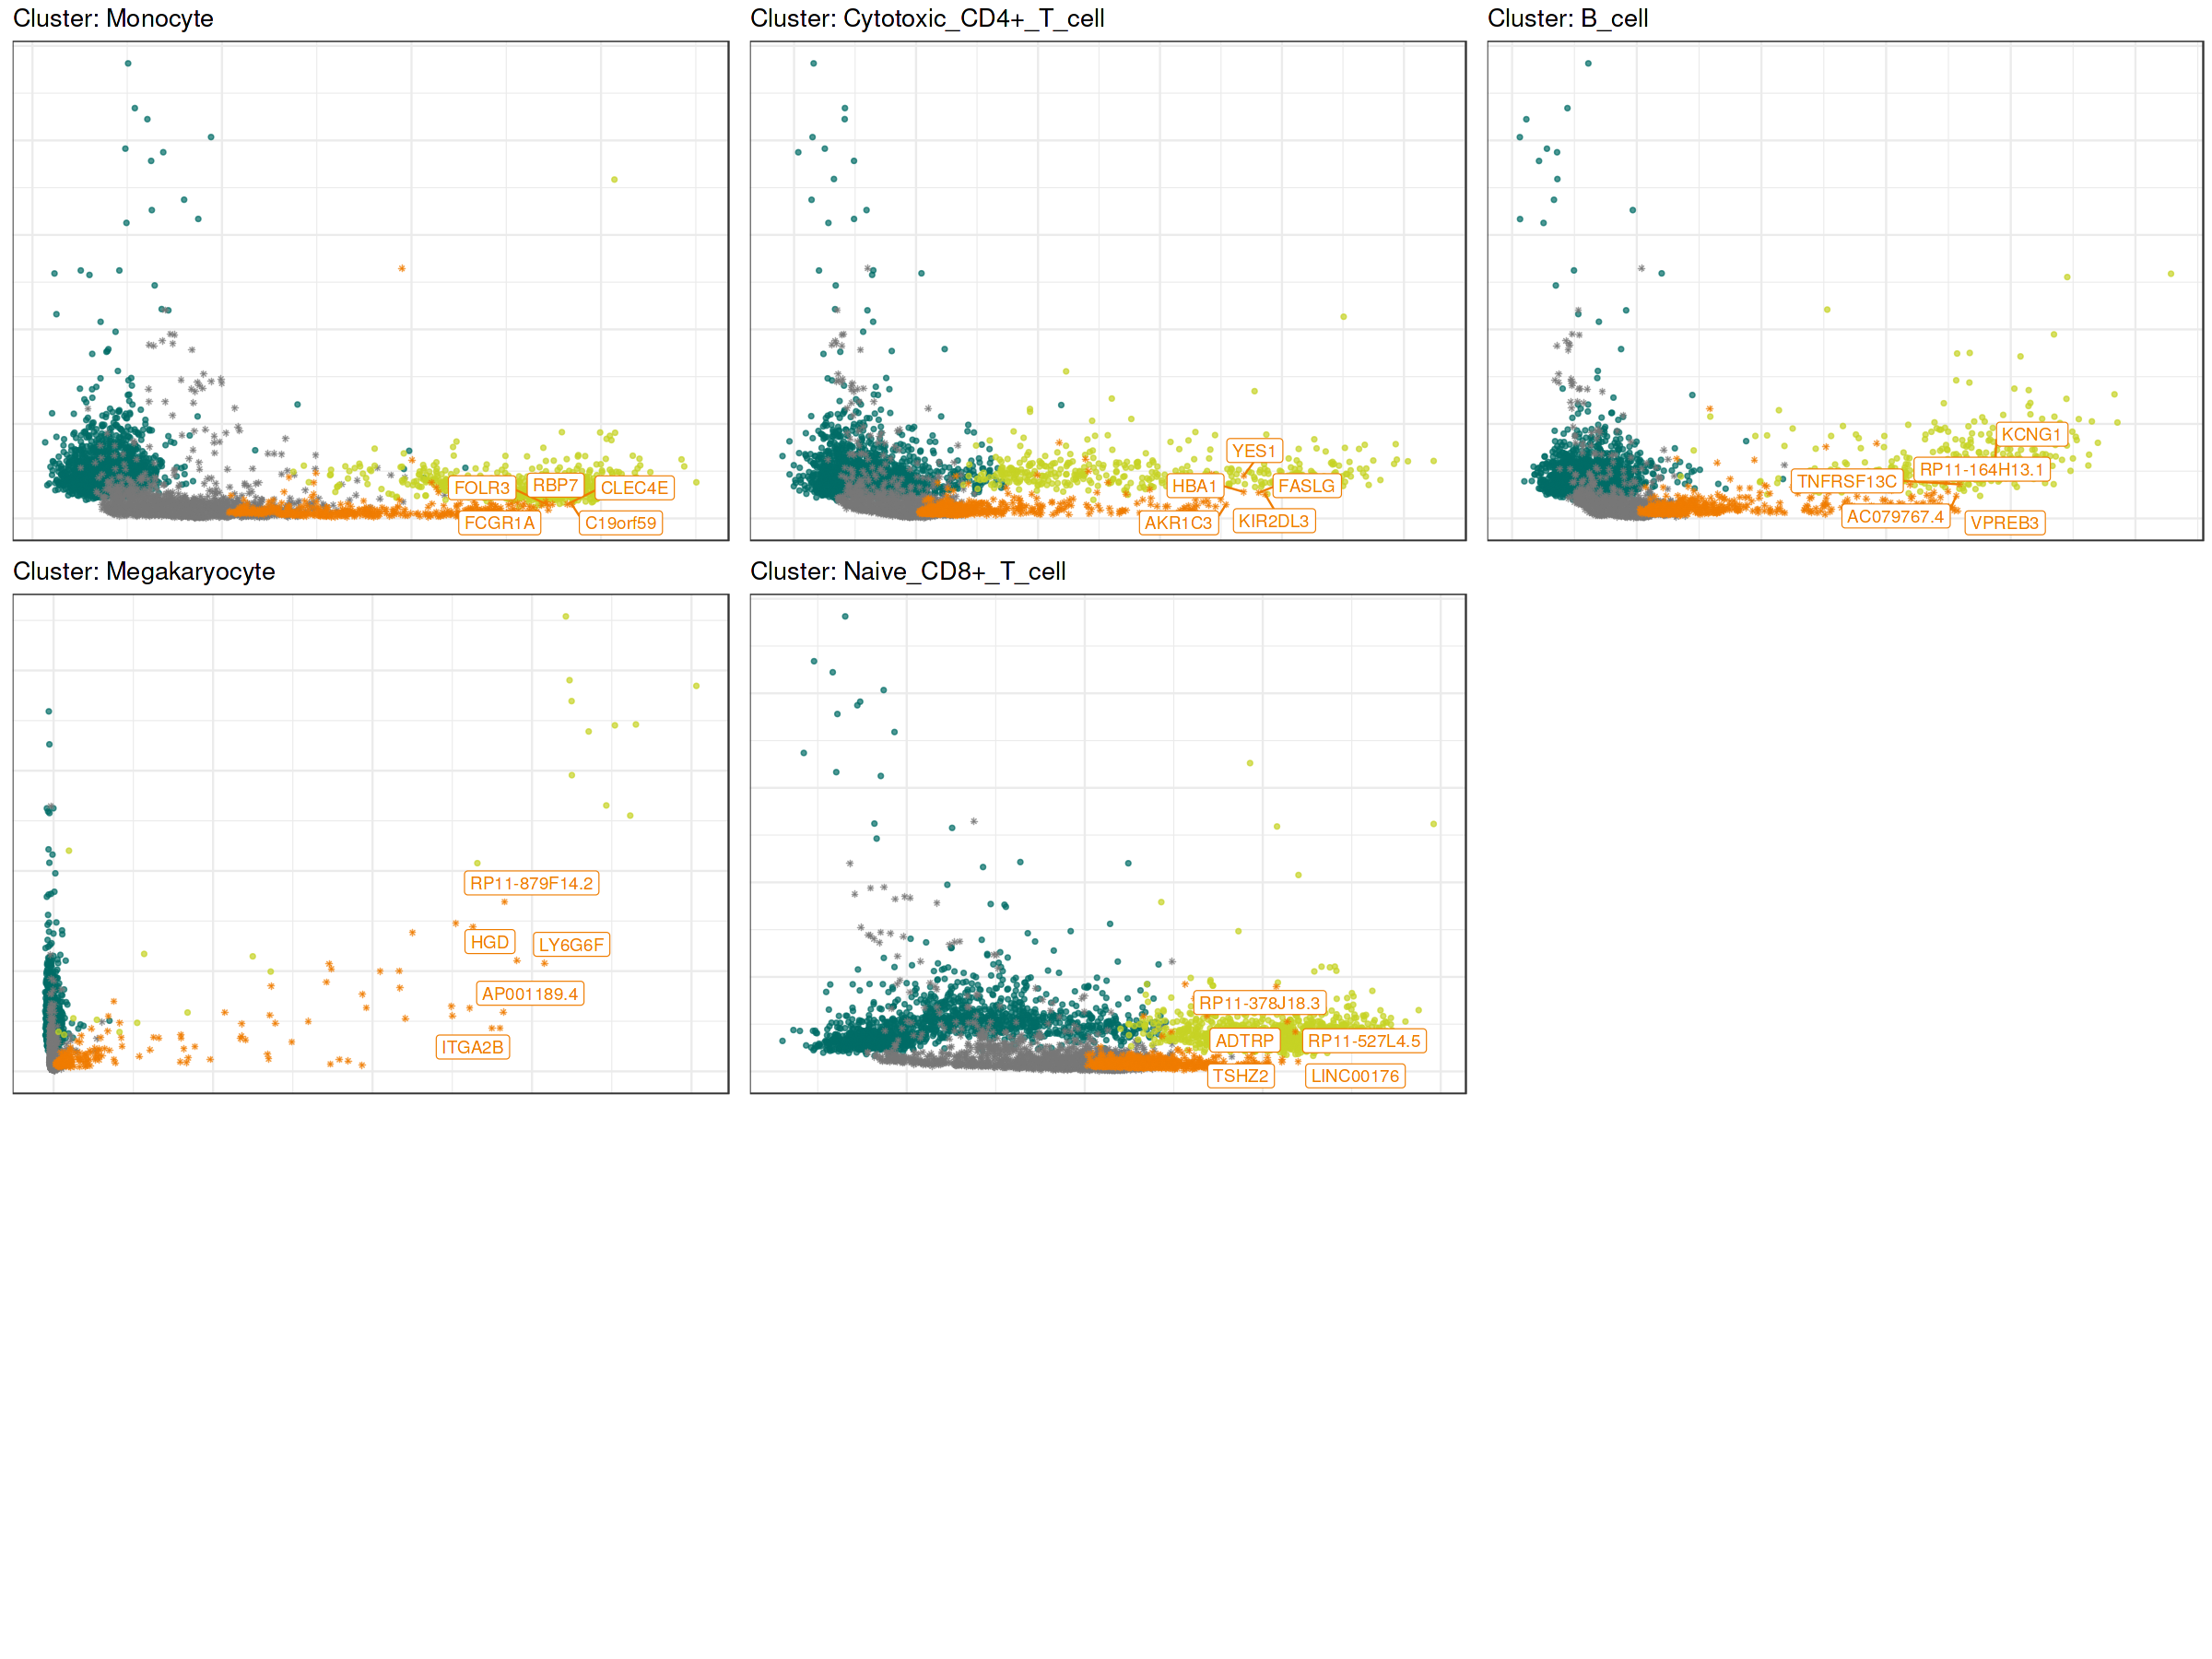 Cluster: Monocyte
FOLR3
RBP7
CLEC4E
FCGR1A
C19orf59
Cluster: Cytotoxic_CD4+_T_cell
YES1
HBA1
FASLG
AKR1C3
KIR2DL3
Cluster: B_cell
KCNG1
RP11-164H13.1
TNFRSF13C
AC079767.4
VPREB3
Cluster: Megakaryocyte
RP11-879F14.2
HGD
LY6G6F
AP001189.4
ITGA2B
Cluster: Naive_CD8+_T_cell
RP11-378J18.3
ADTRP
RP11-527L4.5
TSHZ2
LINC00176